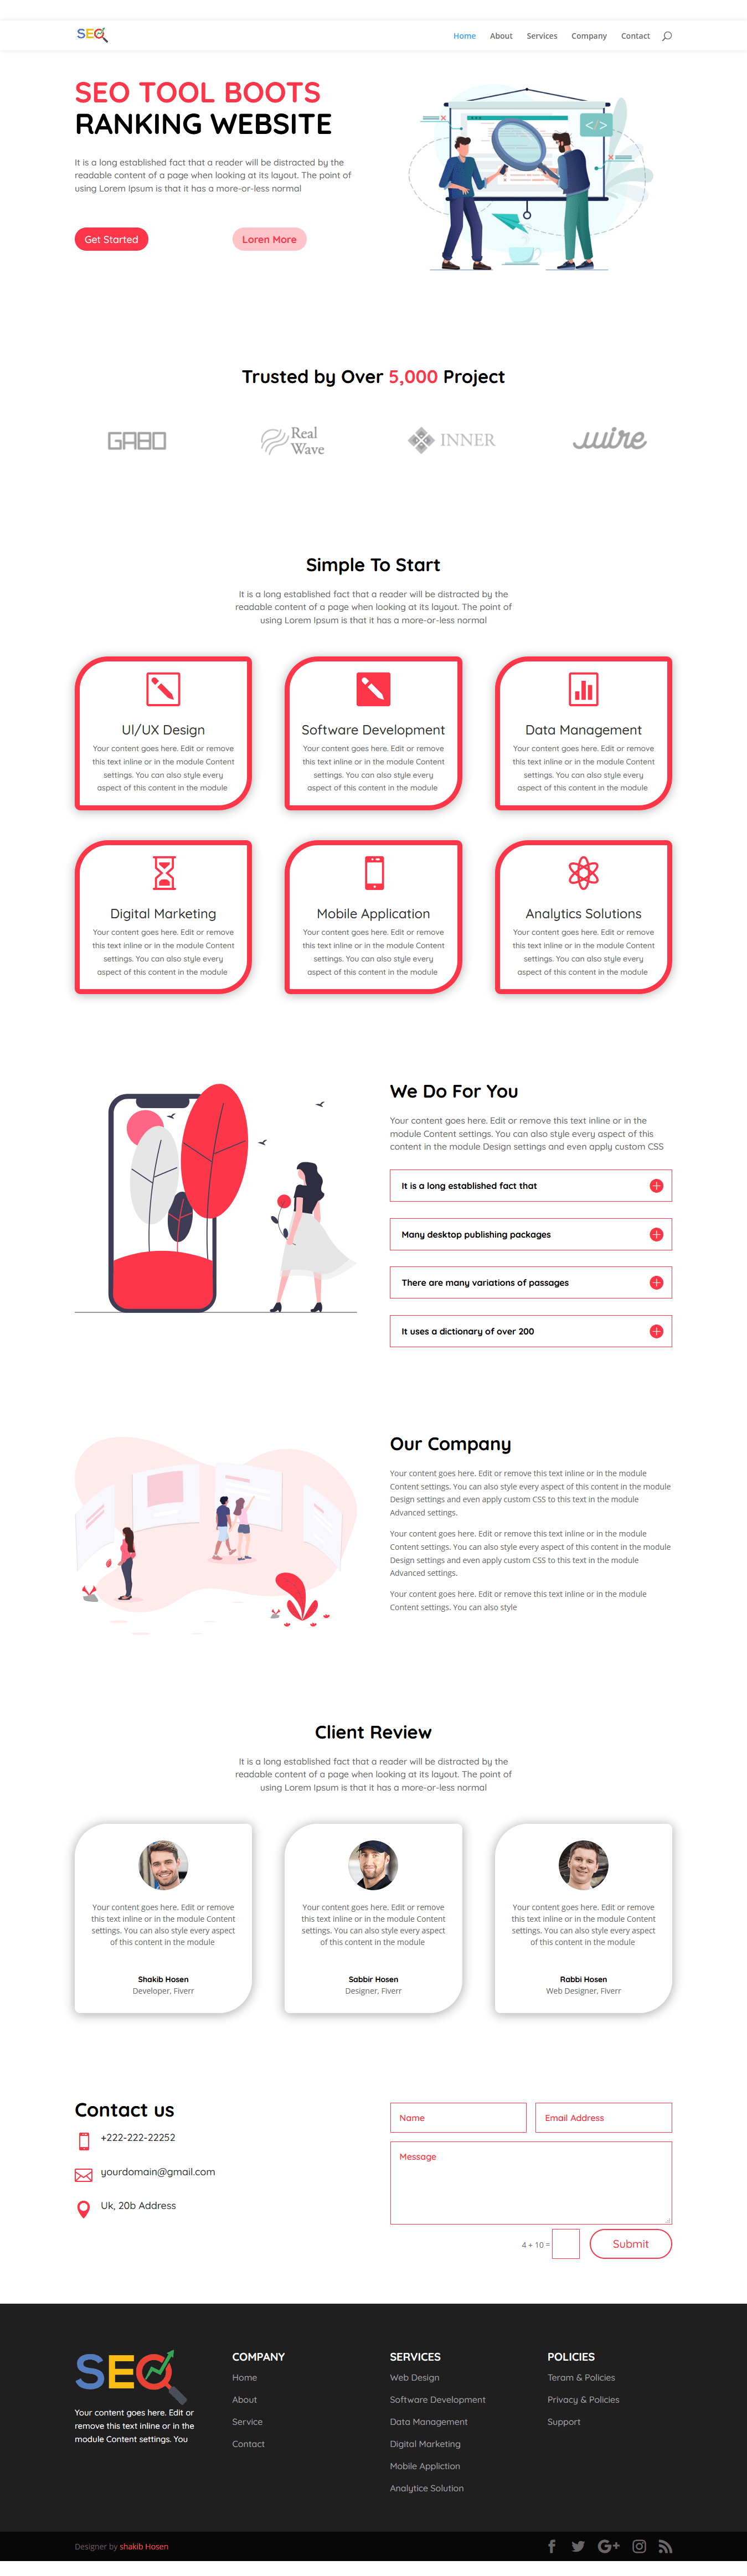 SEO
Home About Services Company Contact
SEO TOOL BOOTS
RANKING WEBSITE
It is a long established fact that a reader will be distracted by the
readable content of a page when looking at its layout. The point of
using Lorem Ipsum is that it has a more-or-less normal
Get Started
Loren More
</>
Trusted by Over 5,000 Project
GABO
Real
Wave
INNER
wire
Simple To Start
It is a long established fact that a reader will be distracted by the
readable content of a page when looking at its layout. The point of
using Lorem Ipsum is that it has a more-or-less normal
UI/UX Design
Your content goes here. Edit or remove
this text inline or in the module Content
settings. You can also style every
aspect of this content in the module
Software Development
Your content goes here. Edit or remove
this text inline or in the module Content
settings. You can also style every
aspect of this content in the module
Data Management
Your content goes here. Edit or remove
this text inline or in the module Content
settings. You can also style every
aspect of this content in the module
Digital Marketing
Your content goes here. Edit or remove
this text inline or in the module Content
settings. You can also style every
aspect of this content in the module
Mobile Application
Your content goes here. Edit or remove
this text inline or in the module Content
settings. You can also style every
aspect of this content in the module
Analytics Solutions
Your content goes here. Edit or remove
this text inline or in the module Content
settings. You can also style every
aspect of this content in the module
We Do For You
Your content goes here. Edit or remove this text inline or in the
module Content settings. You can also style every aspect of this
content in the module Design settings and even apply custom CSS
It is a long established fact that
Many desktop publishing packages
There are many variations of passages
It uses a dictionary of over 200
Our Company
Your content goes here. Edit or remove this text inline or in the module
Content settings. You can also style every aspect of this content in the module
Design settings and even apply custom CSS to this text in the module
Advanced settings.
Your content goes here. Edit or remove this text inline or in the module
Content settings. You can also style every aspect of this content in the module
Design settings and even apply custom CSS to this text in the module
Advanced settings.
Your content goes here. Edit or remove this text inline or in the module
Content settings. You can also style
Client Review
It is a long established fact that a reader will be distracted by the
readable content of a page when looking at its layout. The point of
using Lorem Ipsum is that it has a more-or-less normal
Your content goes here. Edit or remove
this text inline or in the module Content
settings. You can also style every aspect
of this content in the module
Shakib Hosen
Developer, Fiverr
Your content goes here. Edit or remove
this text inline or in the module Content
settings. You can also style every aspect
of this content in the module
Sabbir Hosen
Designer, Fiverr
Your content goes here. Edit or remove
this text inline or in the module Content
settings. You can also style every aspect
of this content in the module
Rabbi Hosen
Web Designer, Fiverr
Contact us
+222-222-22252
yourdomain@gmail.com
Uk, 20b Address
Name
Email Address
Message
4 + 10 =
Submit
SEO
Your content goes here. Edit or
remove this text inline or in the
module Content settings. You
COMPANY
Home
About
Service
Contact
SERVICES
Web Design
Software Development
Data Management
Digital Marketing
Mobile Appliction
Analytice Solution
POLICIES
Teram & Policies
Privacy & Policies
Support
Designer by shakib Hosen